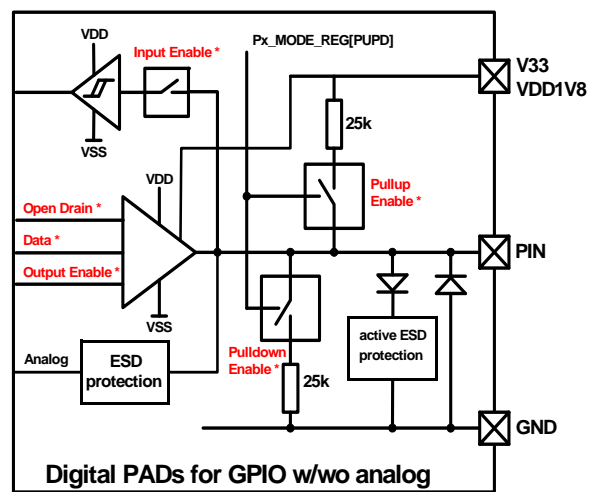 VDD
Input Enable *
Px_MODE_REG[PUPD]
V33
VDD1V8
VSS
25k
Pullup
Enable *
VDD
Open Drain *
Data *
Output Enable *
PIN
VSS
Analog
ESD
protection
Pulldown
Enable *
25k
active ESD
protection
GND
Digital PADs for GPIO w/wo analog